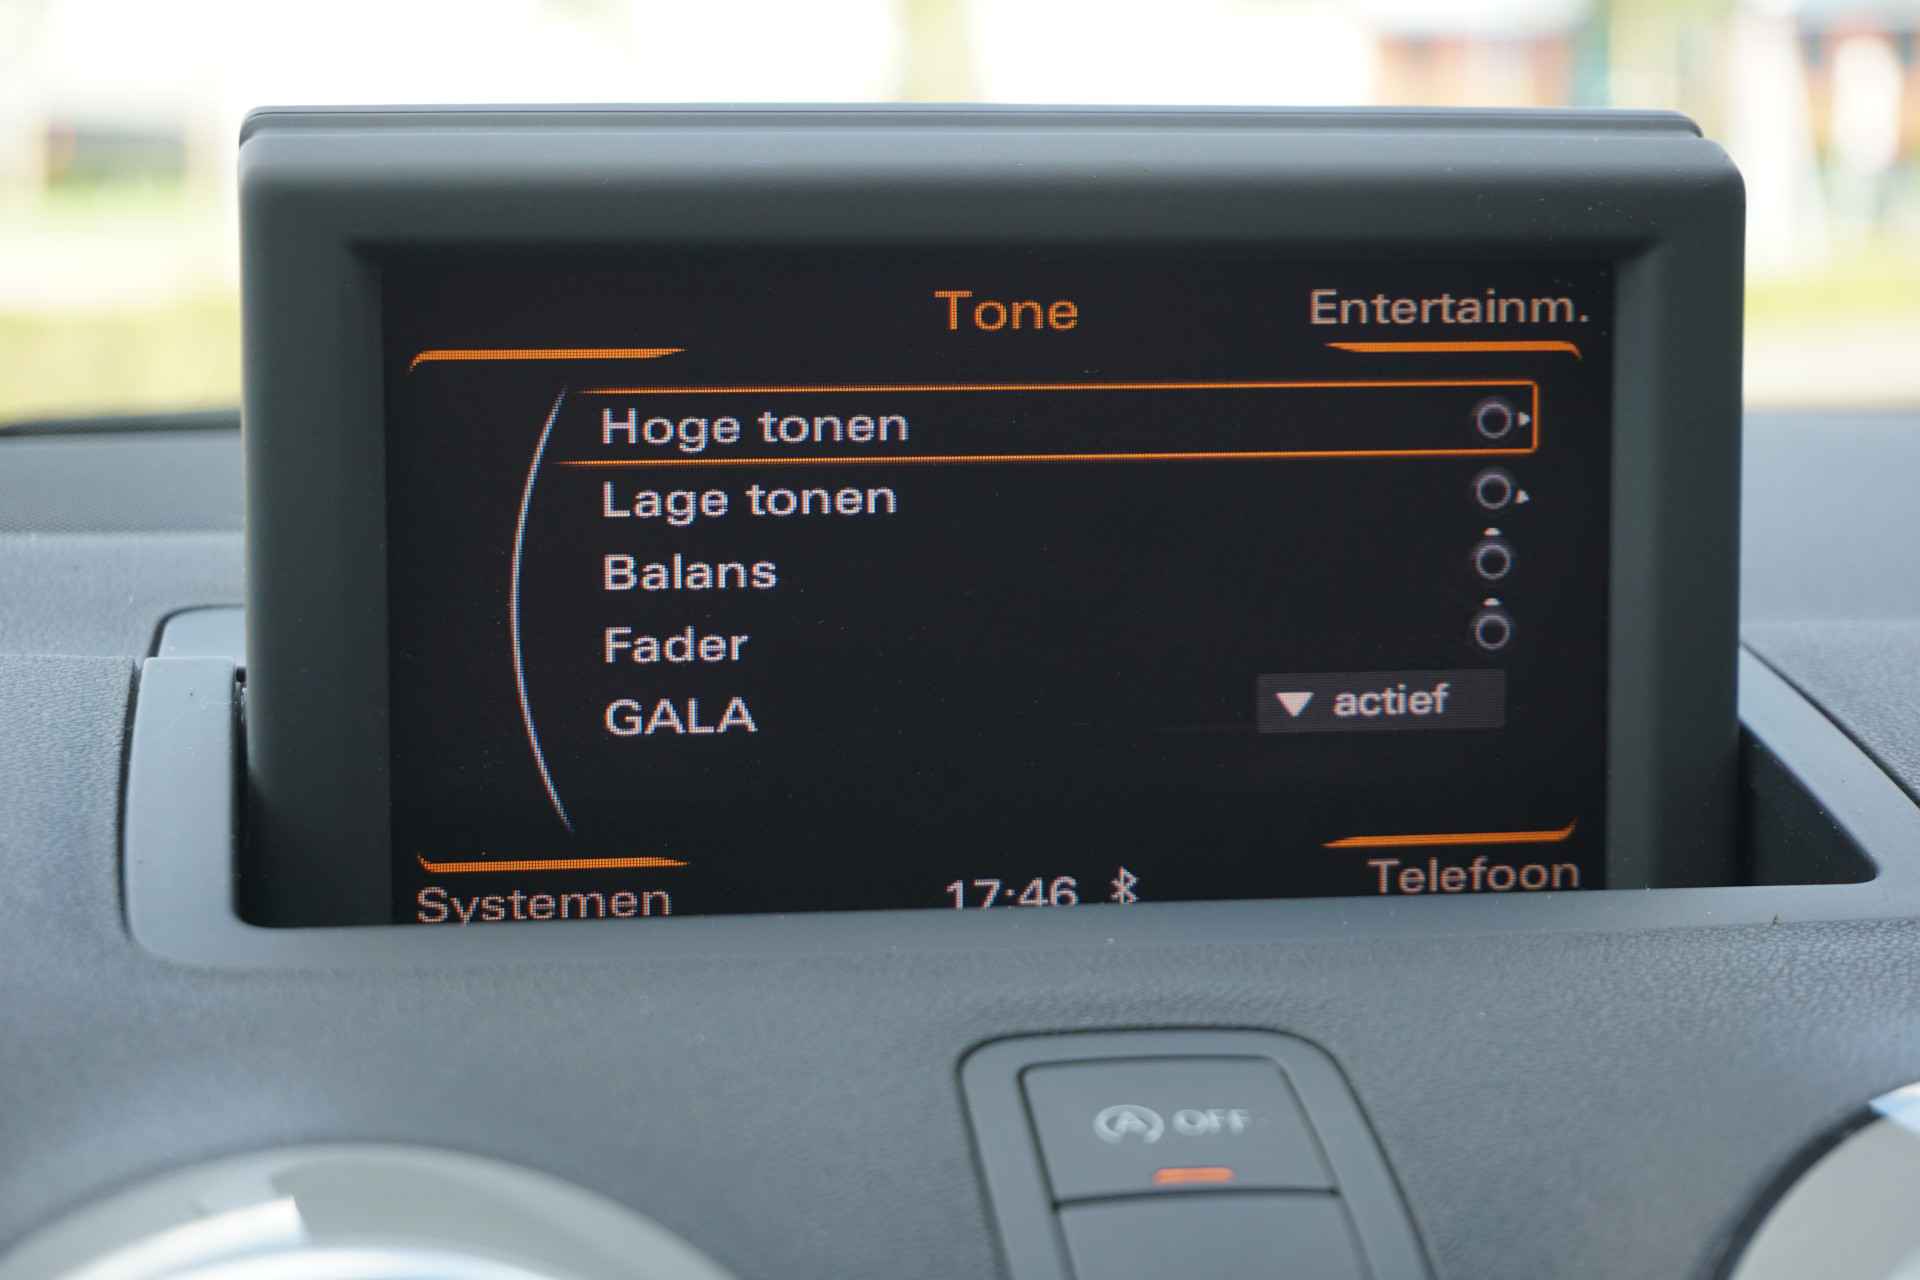 Tone
Entertainm.
Hoge tonen
Lage tonen
Balans
Fader
GALA
actief
Systemen
17:46
Telefoon
A OFF